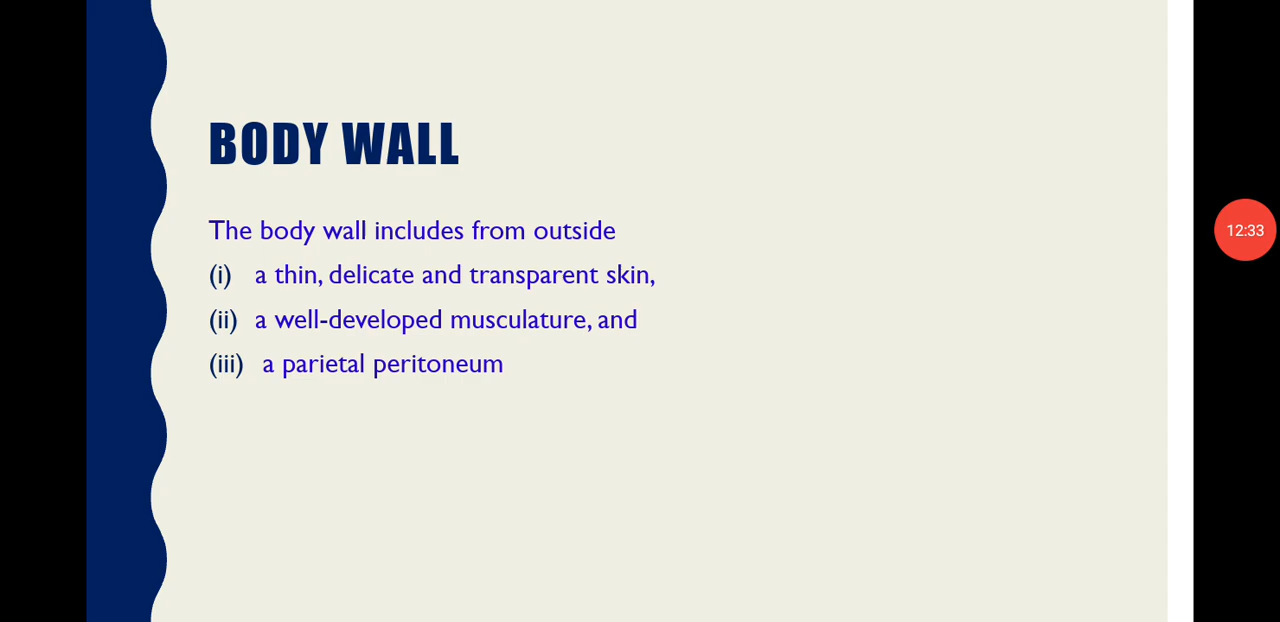 BODY WALL
The body wall includes from outside
(i) a thin, delicate and transparent skin,
(ii) a well-developed musculature, and
(iii) a parietal peritoneum
12:33